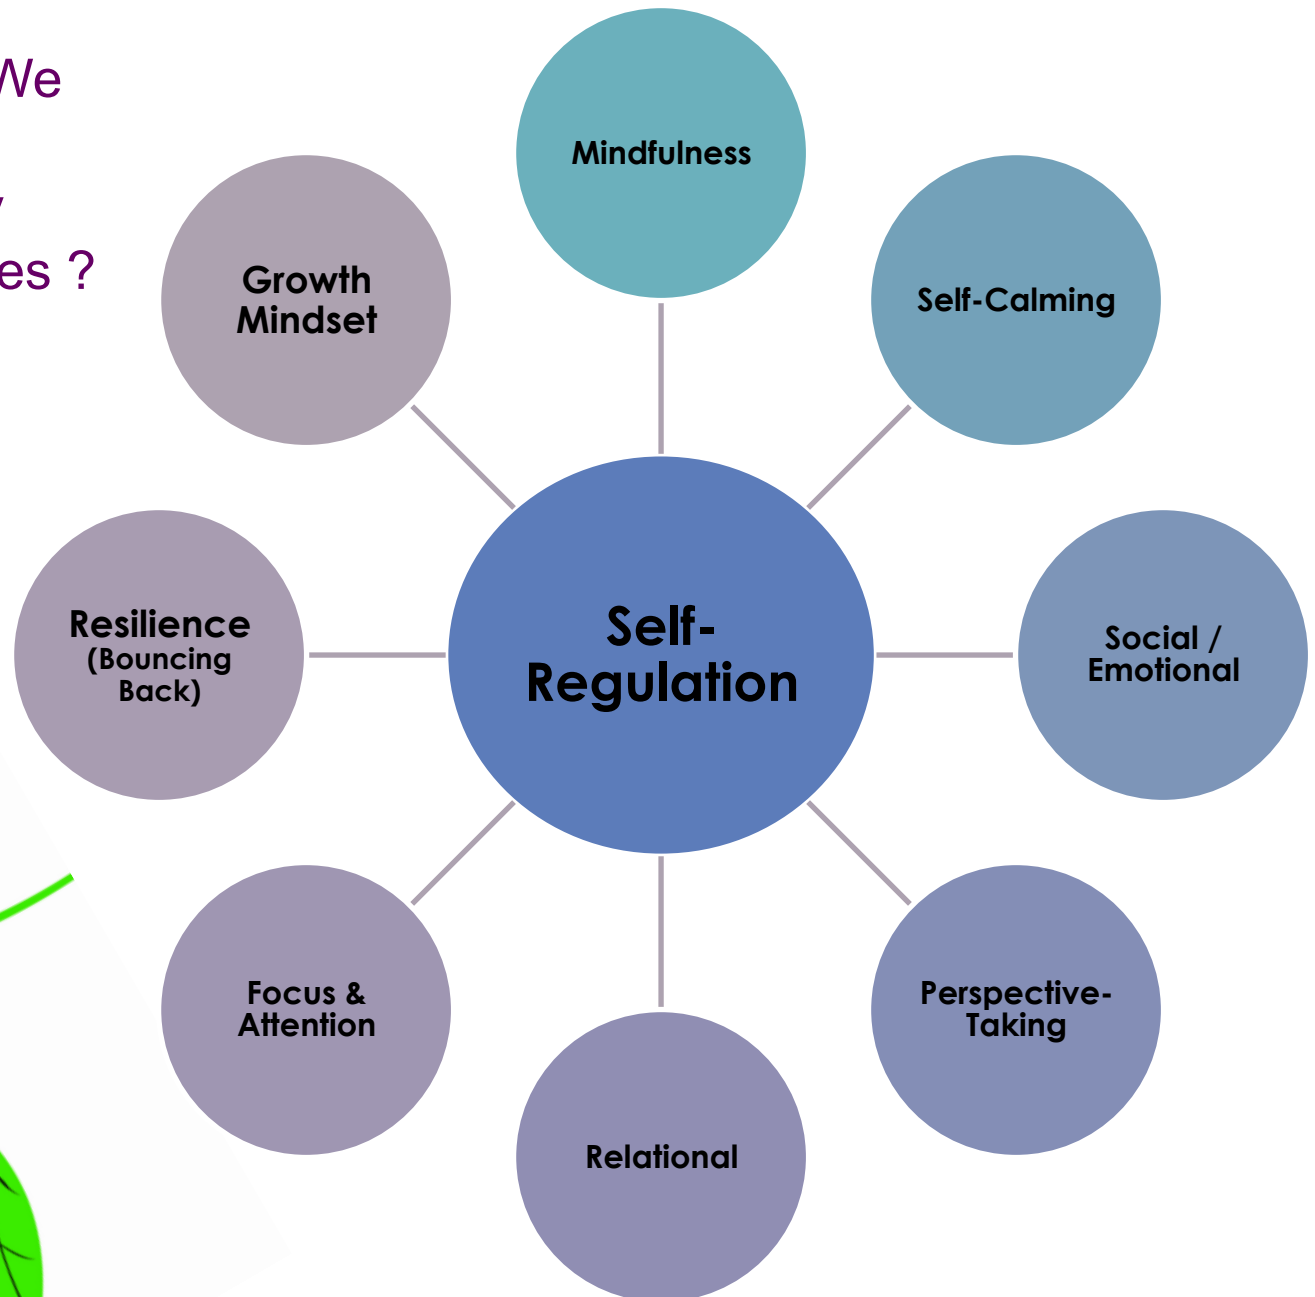 We
es ?
Mindfulness
Growth
Mindset
Self-Calming
Resilience
(Bouncing
Back)
Self-
Regulation
Social /
Emotional
Focus &
Attention
Perspective-
Taking
Relational